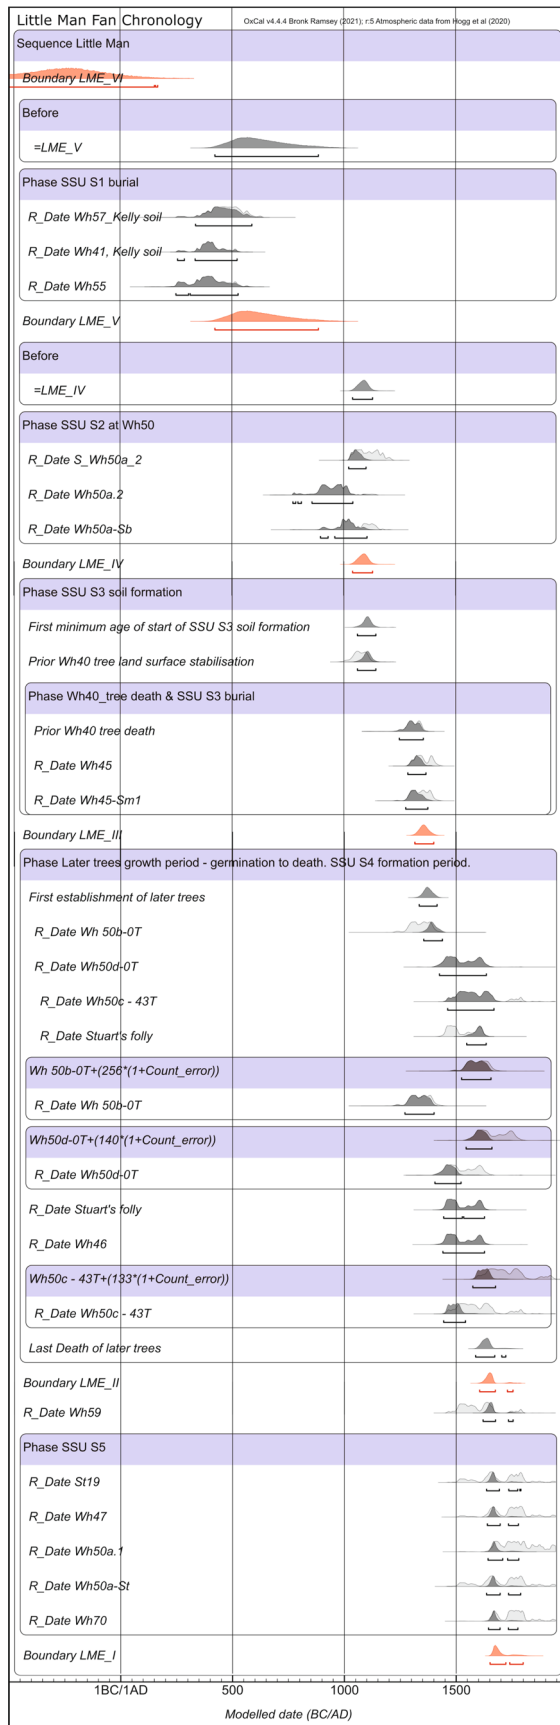 Little Man Fan Chronology
OxCal v4.4.4 Bronk Ramsey (2021); r:5 Atmospheric data from Hogg et al (2020)
Sequence Little Man
Boundary LME_VI
Before
=LME_V
Phase SSU S1 burial
R_Date Wh57_Kelly soil
R_Date Wh41, Kelly soil
R_Date Wh55
Boundary LME_V
Before
=LME_IV
Phase SSU S2 at Wh50
R_Date S_Wh50a_2
R_Date Wh50a.2
R_Date Wh50a-Sb
Boundary LME_IV
Phase SSU S3 soil formation
First minimum age of start of SSU S3 soil formation
Prior Wh40 tree land surface stabilisation
Phase Wh40_tree death & SSU S3 burial
Prior Wh40 tree death
R_Date Wh45
R_Date Wh45-Sm1
Boundary LME_III
Phase Later trees growth period - germination to death. SSU S4 formation period.
First establishment of later trees
R_Date Wh 50b-0T
R_Date Wh50d-0T
R_Date Wh50c - 43T
R_Date Stuart's folly
Wh 50b-0T+(256*(1+Count_error))
R_Date Wh 50b-0T
Wh50d-0T+(140*(1+Count_error))
R_Date Wh50d-0T
R_Date Stuart's folly
R_Date Wh46
Wh50c - 43T+(133*(1+Count_error))
R_Date Wh50c - 43T
Last Death of later trees
Boundary LME_II
R_Date Wh59
Phase SSU S5
R_Date St19
R_Date Wh47
R_Date Wh50a.1
R_Date Wh50a-St
R_Date Wh70
Boundary LME_I
1BC/1AD 500 1000 1500
Modelled date (BC/AD)